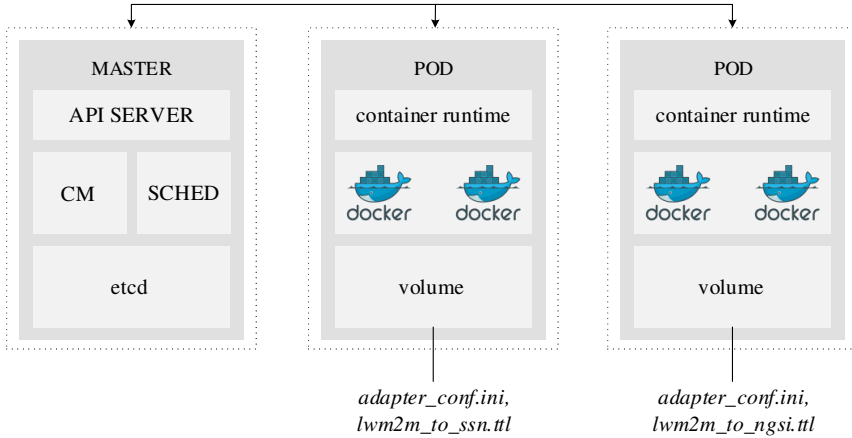 MASTER
API SERVER
CM
SCHED
etcd
POD
container runtime
docker
docker
volume
adapter_conf.ini,
lwm2m_to_ssn.ttl
POD
container runtime
docker
docker
volume
adapter_conf.ini,
lwm2m_to_ngsi.ttl